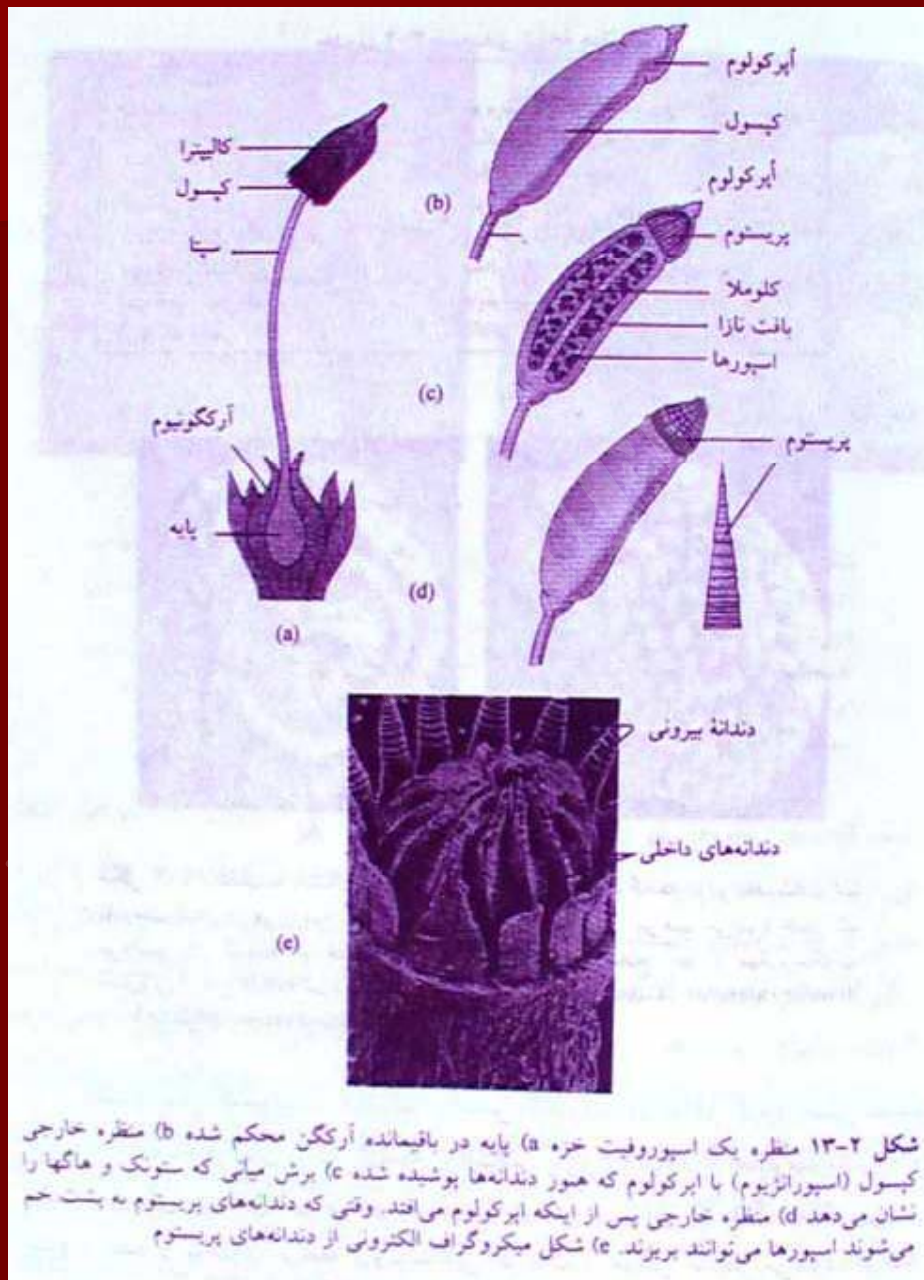 أپرکولوم
کپسول
کالیپترا
کپسول
ستا
(b)
أپرکولوم
پریستوم
کلوملا
بافت نازا
اسپورها
(c)
آرکگونیوم
پایه
پریستوم
(d)
(a)
دندانهٔ بیرونی
دندانه‌های داخلی
(e)
شکل ۲-۱۳ منظره یک اسپوروفیت خزه a) پایه در باقیمانده آرکگن محکم شده b) منظره خارجی
کپسول (اسپورانژیوم) با اپرکولوم که هنوز دندانه‌ها پوشیده شده c) برش میانی که ستونک و هاگها را
نشان می‌دهد d) منظره خارجی پس از اینکه اپرکولوم می‌افتد. وقتی که دندانه‌های پریستوم به پشت خم
می‌شوند اسپورها می‌توانند بریزند. e) شکل میکروگراف الکترونی از دندانه‌های پریستوم